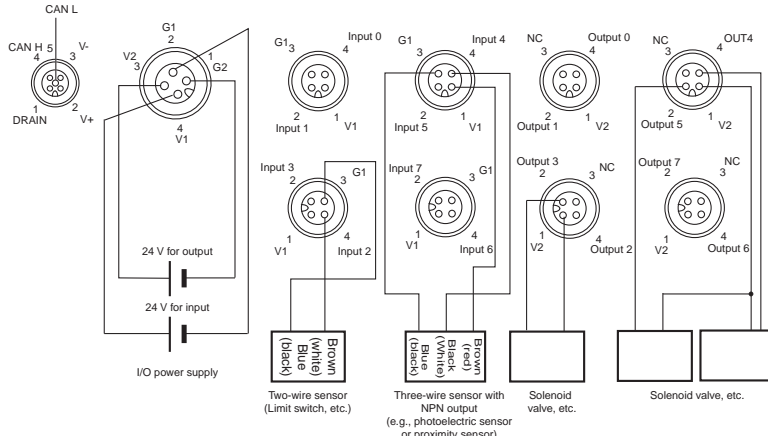 CAN L
CAN H 5 V-
4 3
1 2
DRAIN V+
G1
2
V2 1
3 G2
4
V1
24 V for output
24 V for input
I/O power supply
G1 Input 0
3 4
2 1
Input 1 V1
Input 3 G1
2 3
1 4
V1 Input 2
Brown
(white)
Blue
(black)
Two-wire sensor
(Limit switch, etc.)
G1 Input 4
3 4
2 1
Input 5 V1
Input 7 G1
2 3
1 4
V1 Input 6
Brown
(red)
Black
(White)
Blue
(black)
Three-wire sensor with
NPN output
(e.g., photoelectric sensor
or proximity sensor)
NC Output 0
3 4
2 1
Output 1 V2
Output 3 NC
2 3
1 4
V2 Output 2
Solenoid
valve, etc.
NC OUT4
3 4
2 1
Output 5 V2
Output 7 NC
2 3
1 4
V2 Output 6
Solenoid valve, etc.